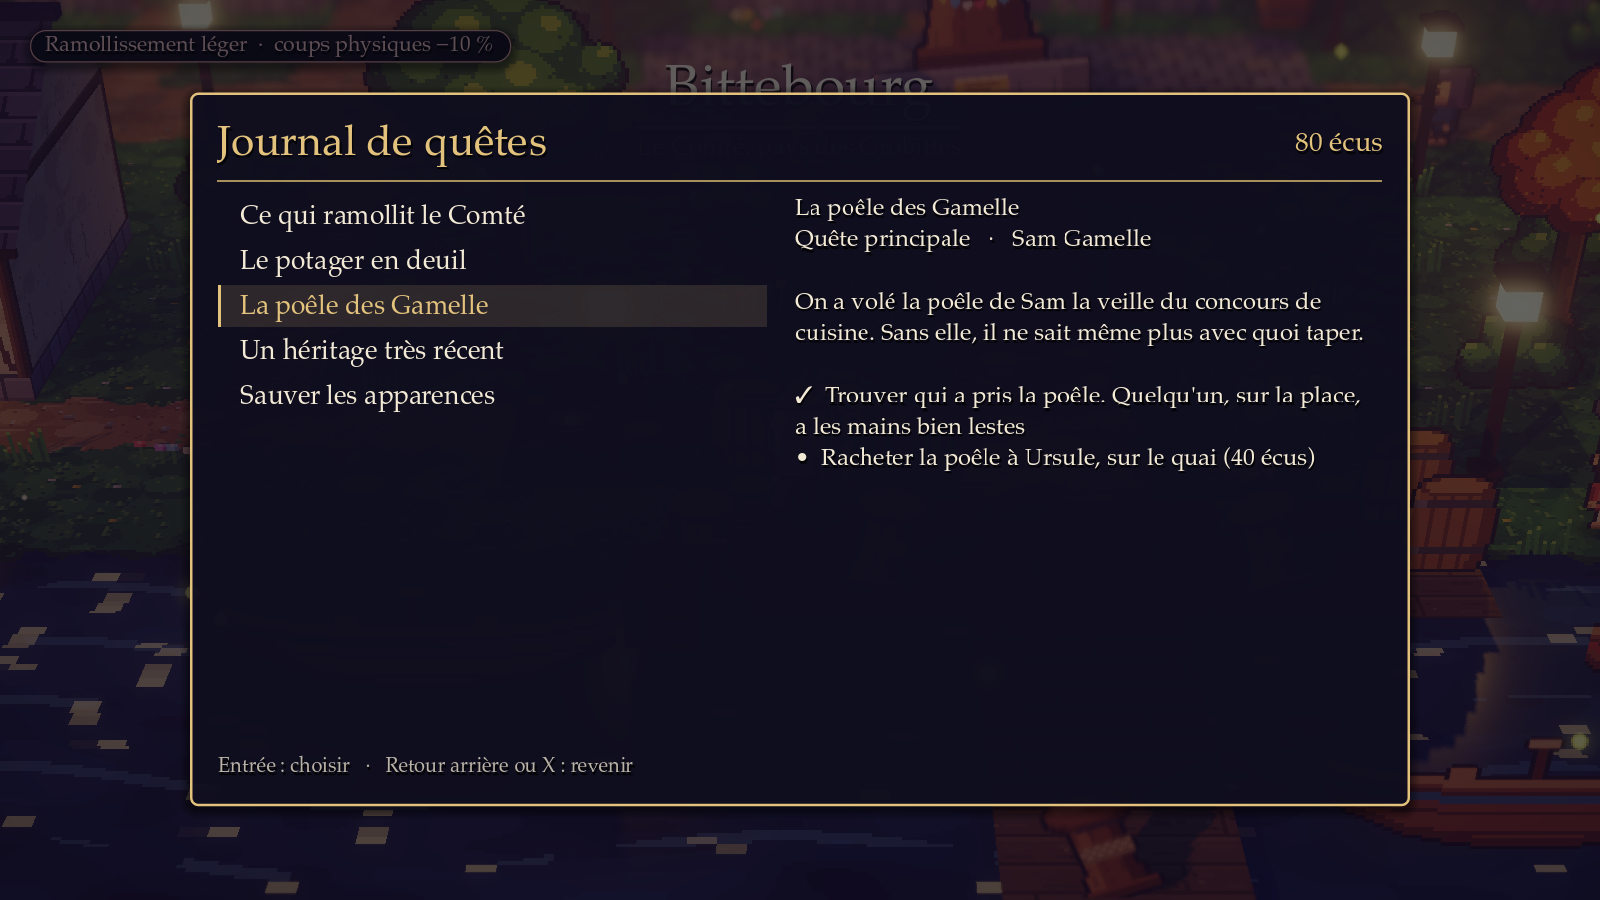 Ramollissement léger · coups physiques −10 %
Bittebourg
Journal de quêtes
80 écus
Ce qui ramollit le Comté
Le potager en deuil
La poêle des Gamelle
Un héritage très récent
Sauver les apparences
La poêle des Gamelle
Quête principale · Sam Gamelle
On a volé la poêle de Sam la veille du concours de
cuisine. Sans elle, il ne sait même plus avec quoi taper.
✓ Trouver qui a pris la poêle. Quelqu'un, sur la place,
a les mains bien lestes
• Racheter la poêle à Ursule, sur le quai (40 écus)
Entrée : choisir · Retour arrière ou X : revenir